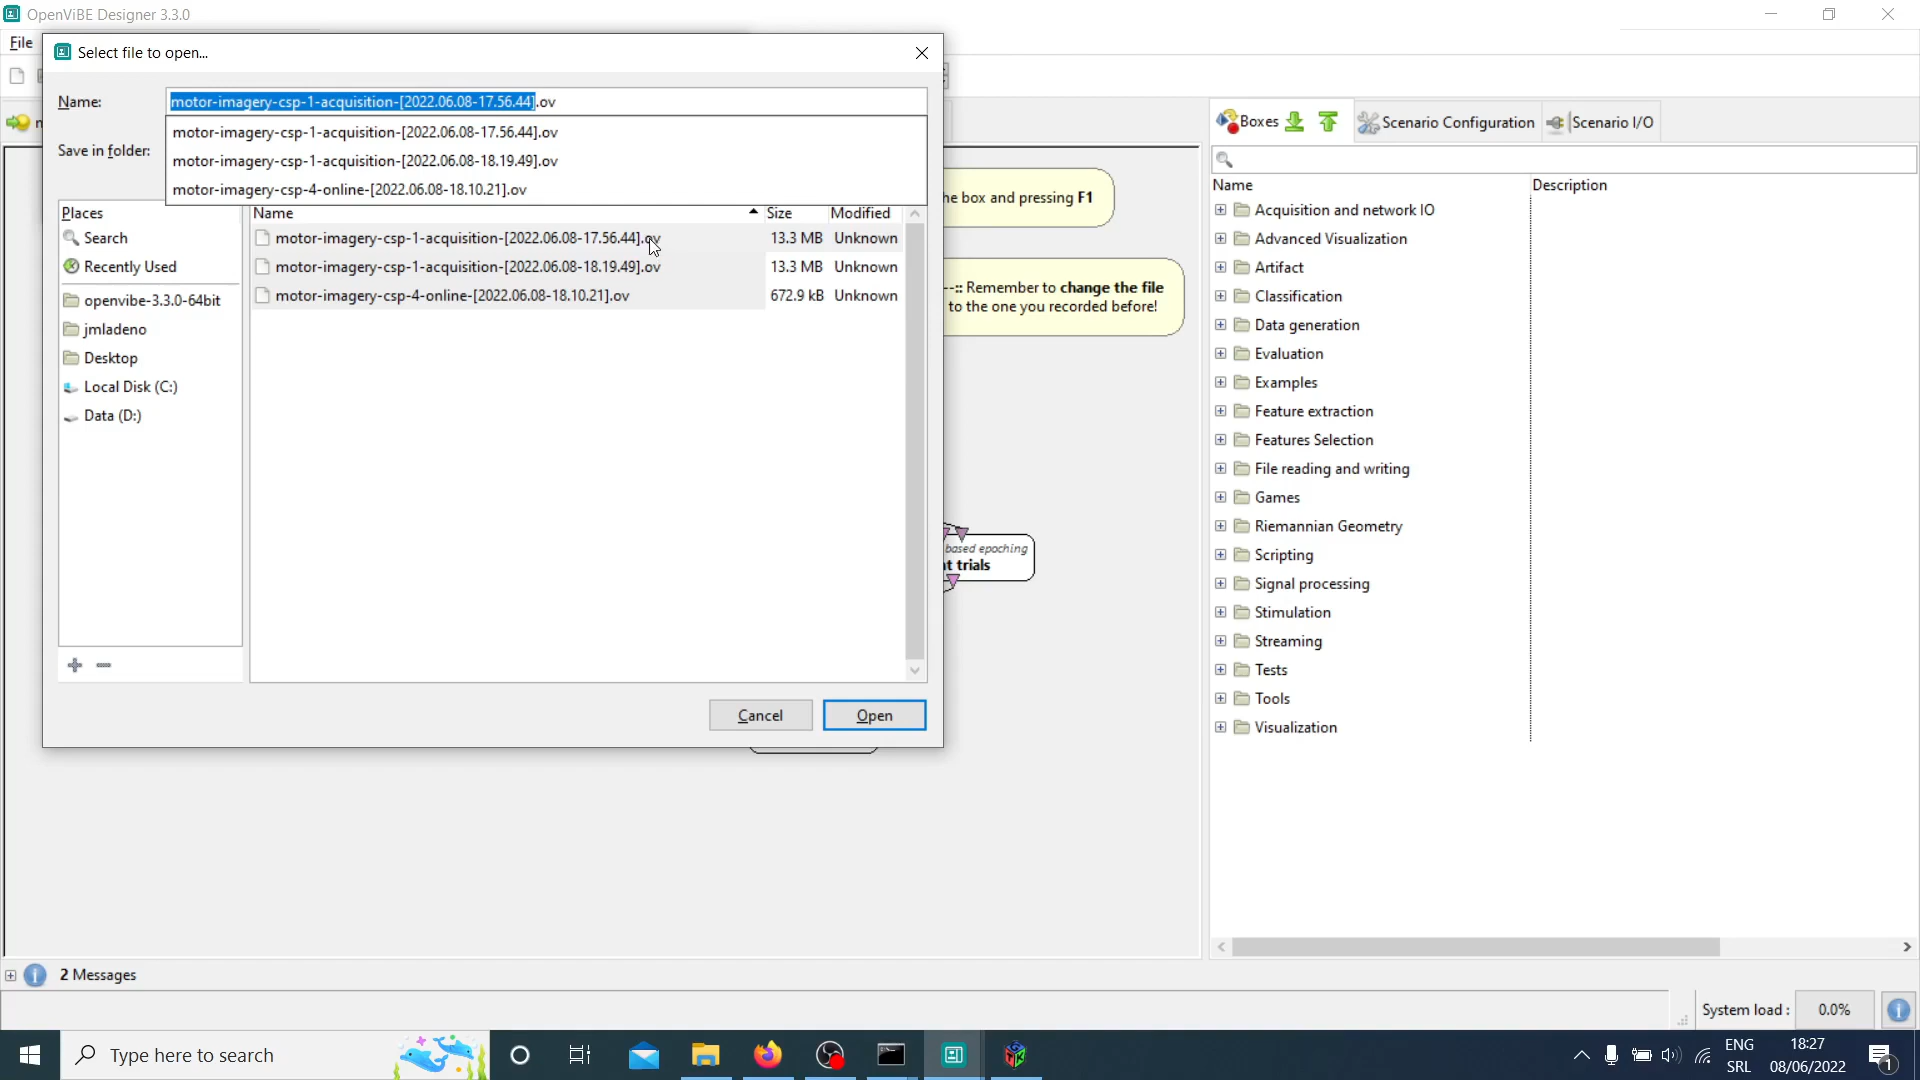 OpenViBE Designer 3.3.0
File
Select file to open...
Name:
motor-imagery-csp-1-acquisition-[2022.06.08-17.56.44].ov
motor-imagery-csp-1-acquisition-[2022.06.08-17.56.44].ov
motor-imagery-csp-1-acquisition-[2022.06.08-18.19.49].ov
motor-imagery-csp-4-online-[2022.06.08-18.10.21].ov
Save in folder:
Places
Search
Recently Used
openvibe-3.3.0-64bit
jmladeno
Desktop
Local Disk (C:)
Data (D:)
Name Size Modified
motor-imagery-csp-1-acquisition-[2022.06.08-17.56.44].ov 13.3 MB Unknown
motor-imagery-csp-1-acquisition-[2022.06.08-18.19.49].ov 13.3 MB Unknown
motor-imagery-csp-4-online-[2022.06.08-18.10.21].ov 672.9 kB Unknown
Cancel
Open
he box and pressing F1
--:: Remember to change the file
to the one you recorded before!
based epoching
at trials
Boxes
Scenario Configuration
Scenario I/O
Name Description
Acquisition and network IO
Advanced Visualization
Artifact
Classification
Data generation
Evaluation
Examples
Feature extraction
Features Selection
File reading and writing
Games
Riemannian Geometry
Scripting
Signal processing
Stimulation
Streaming
Tests
Tools
Visualization
2 Messages
System load : 0.0%
Type here to search
ENG
SRL
18:27
08/06/2022
1